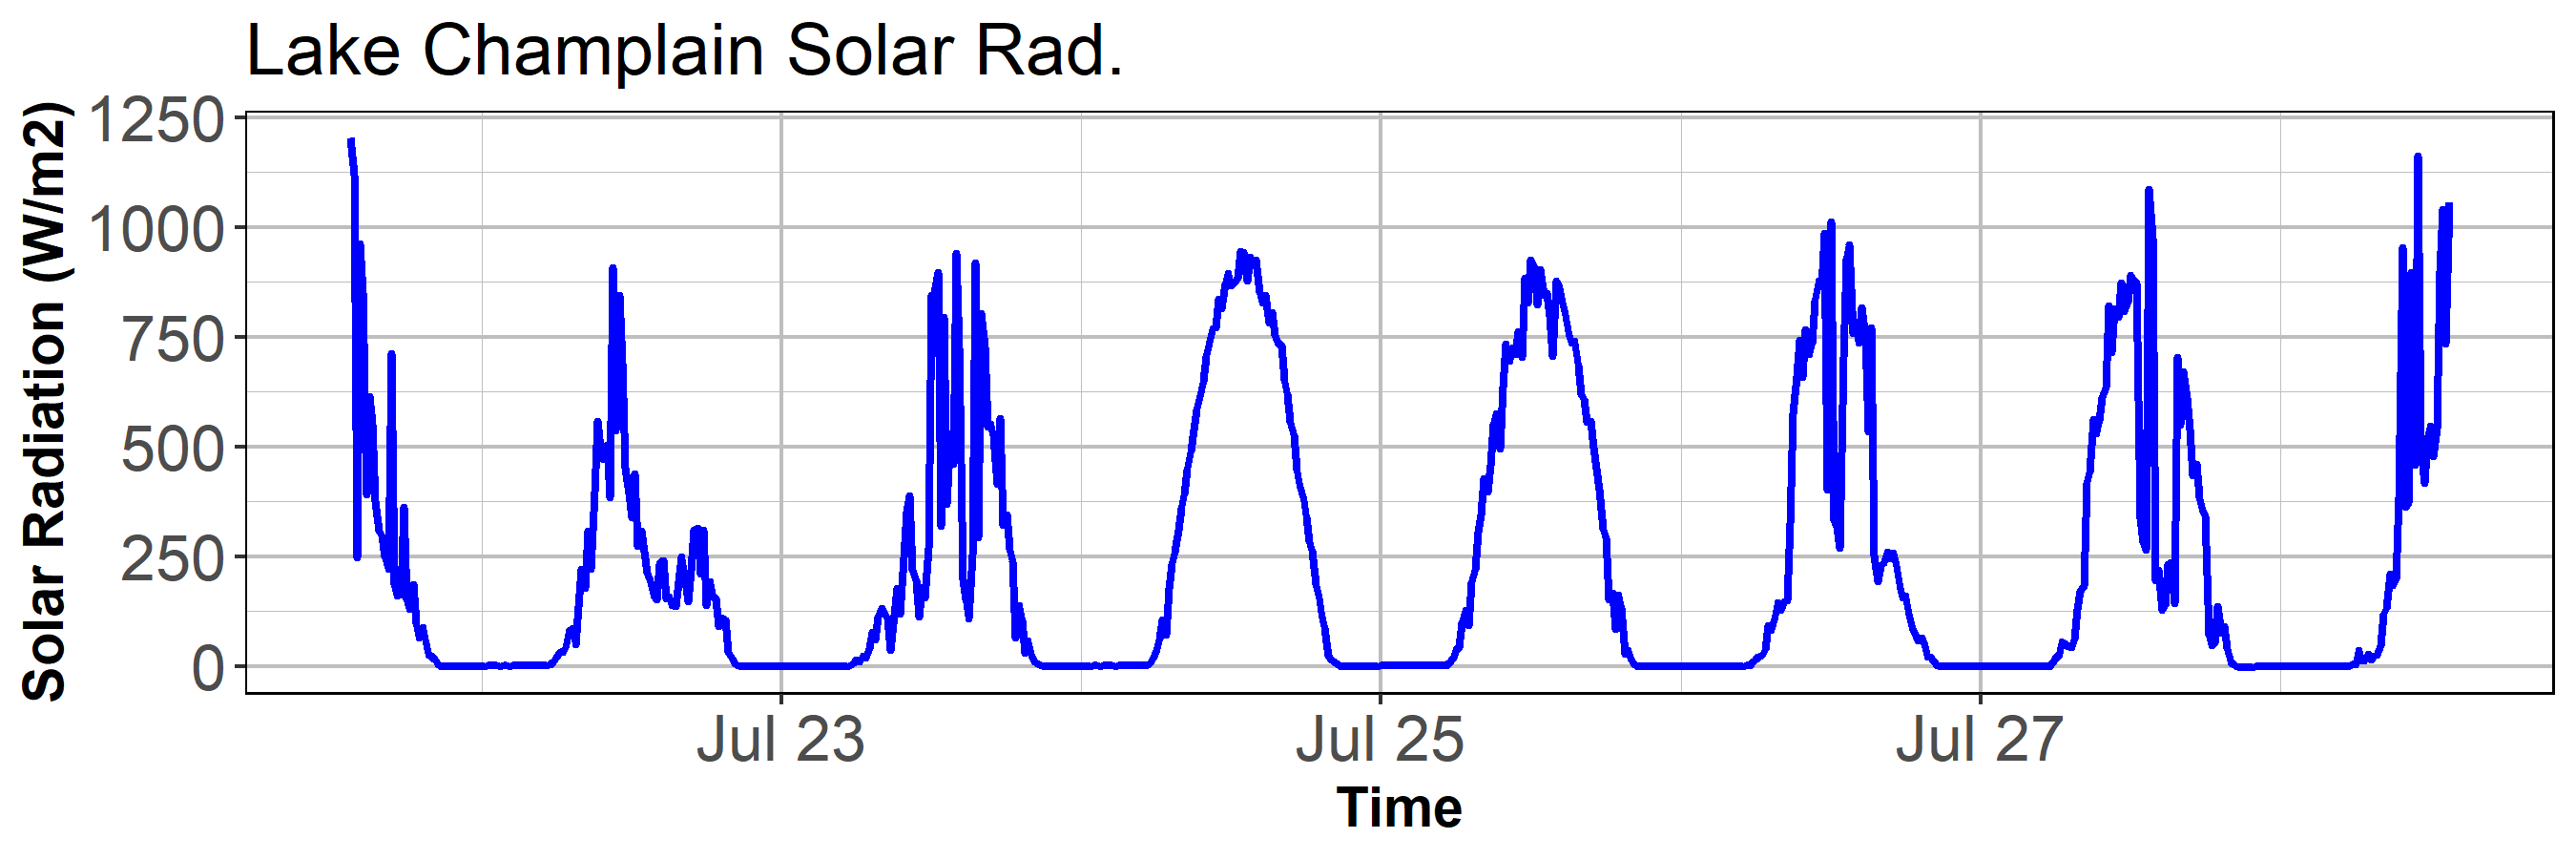 Lake Champlain Solar Rad.
Solar Radiation (W/m2)
1250
1000
750
500
250
0
Jul 23 Jul 25 Jul 27
Time